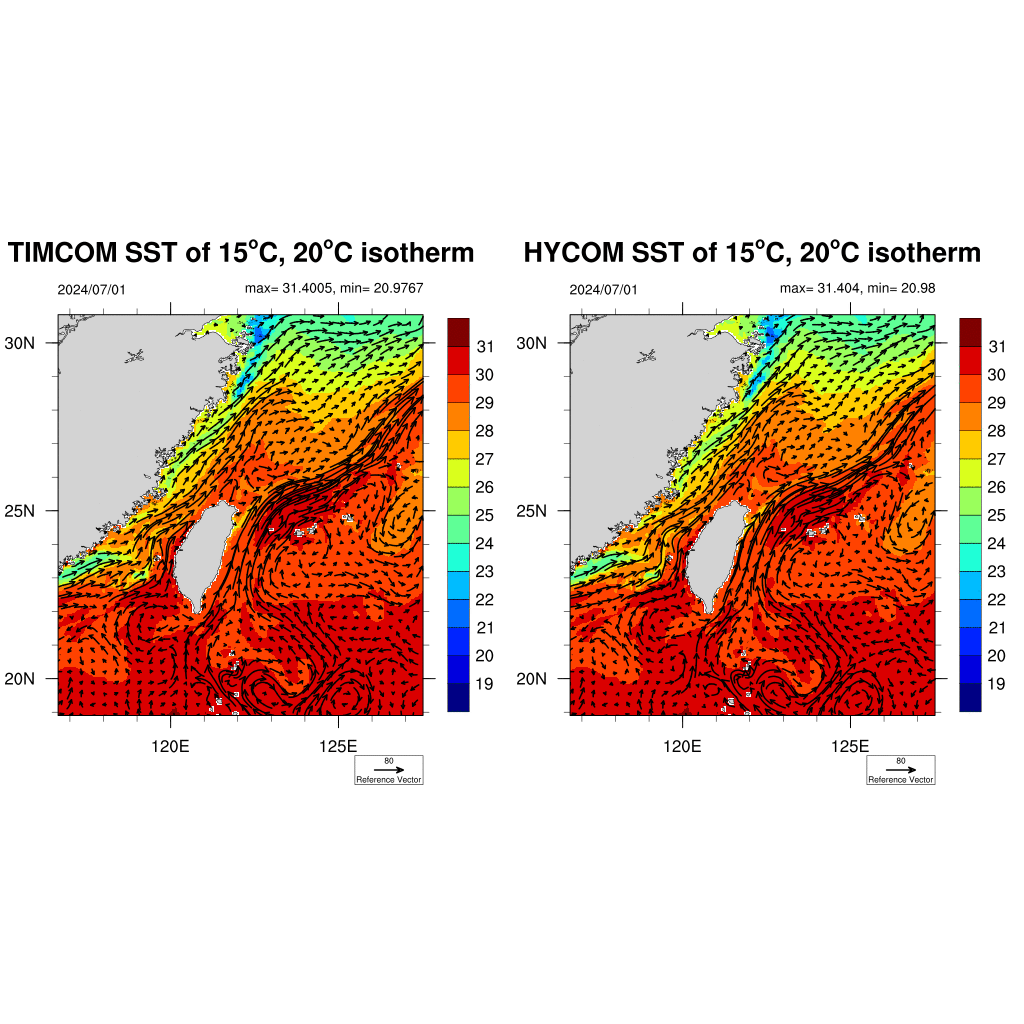 TIMCOM SST of 15°C, 20°C isotherm
2024/07/01
max= 31.4005, min= 20.9767
30N
25N
20N
120E
125E
31
30
29
28
27
26
25
24
23
22
21
20
19
80
Reference Vector
HYCOM SST of 15°C, 20°C isotherm
2024/07/01
max= 31.404, min= 20.98
30N
25N
20N
120E
125E
31
30
29
28
27
26
25
24
23
22
21
20
19
80
Reference Vector